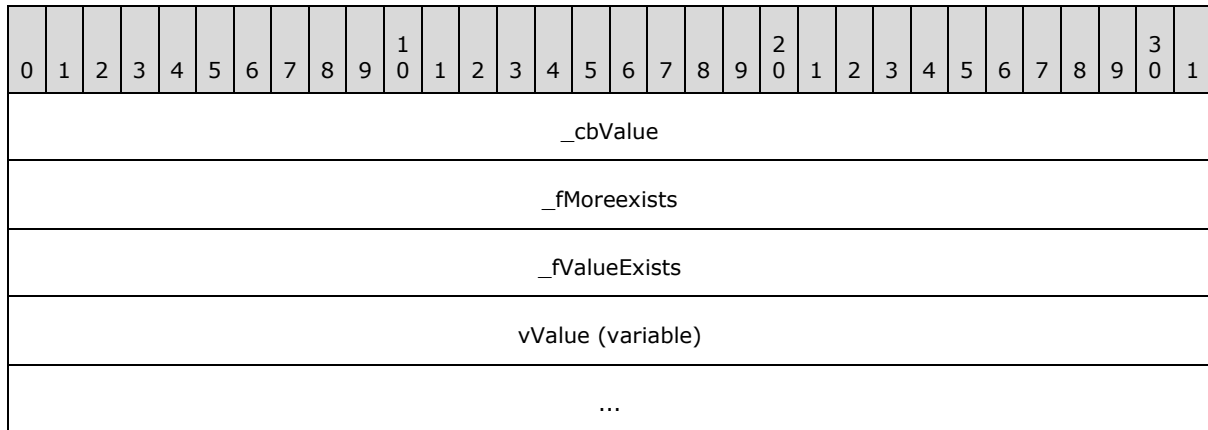 1 2 3
0 1 2 3 4 5 6 7 8 9 0 1 2 3 4 5 6 7 8 9 0 1 2 3 4 5 6 7 8 9 0 1
_cbValue
_fMoreexists
_fValueExists
vValue (variable)
...